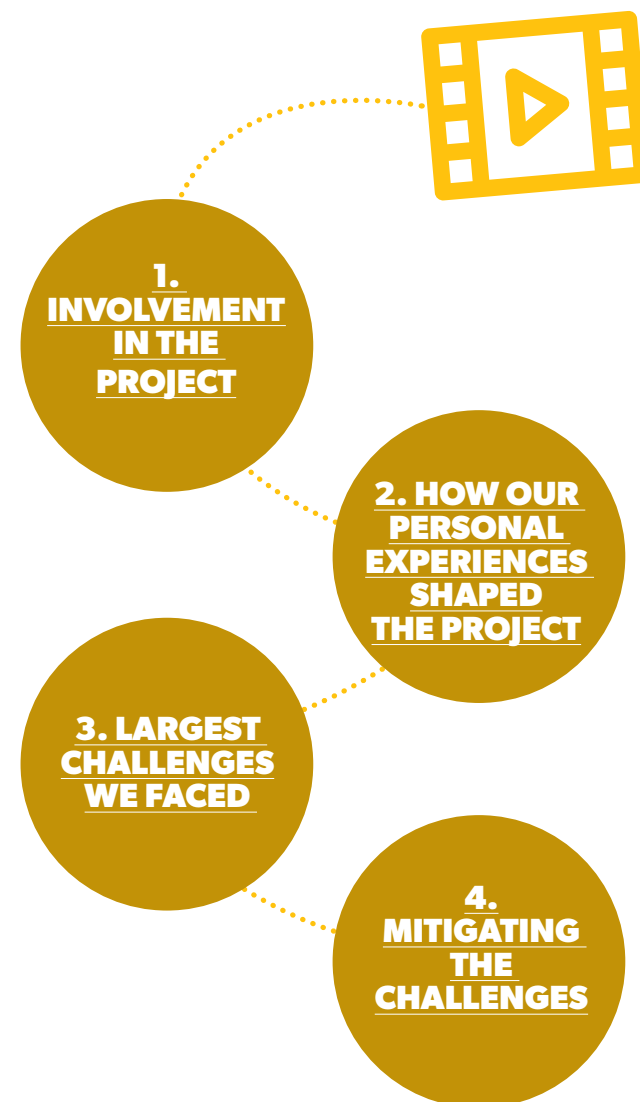 1.
INVOLVEMENT
IN THE
PROJECT
2. HOW OUR
PERSONAL
EXPERIENCES
SHAPED
THE PROJECT
3. LARGEST
CHALLENGES
WE FACED
4.
MITIGATING
THE
CHALLENGES